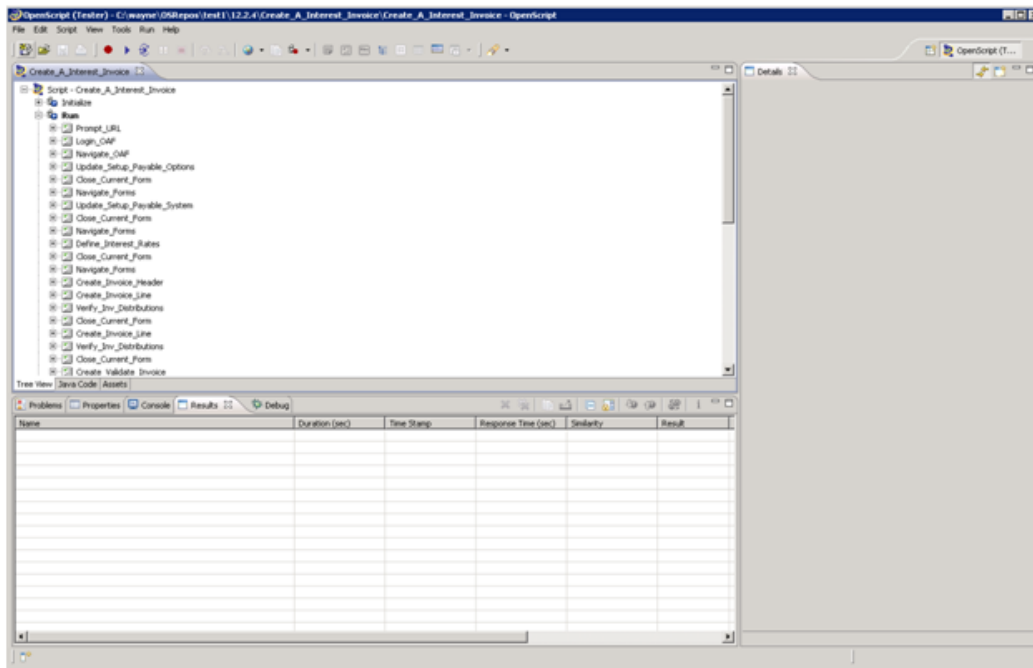 OpenScript (Tester) - C:\wayne\OSRepos\test1\12.2.4\Create_A_Interest_Invoice\Create_A_Interest_Invoice - OpenScript
File Edit Script View Tools Run Help
OpenScript (T...
Create_A_Interest_Invoice
Details
Script - Create_A_Interest_Invoice
Initialize
Run
Prompt_URL
Login_OAF
Navigate_OAF
Update_Setup_Payable_Options
Close_Current_Form
Navigate_Forms
Update_Setup_Payable_System
Close_Current_Form
Navigate_Forms
Define_Interest_Rates
Close_Current_Form
Navigate_Forms
Create_Invoice_Header
Create_Invoice_Line
Verify_Inv_Distributions
Close_Current_Form
Create_Invoice_Line
Verify_Inv_Distributions
Close_Current_Form
Create Validate Invoice
Tree View Java Code Assets
Problems Properties Console Results Debug
Name Duration (sec) Time Stamp Response Time (sec) Similarity Result